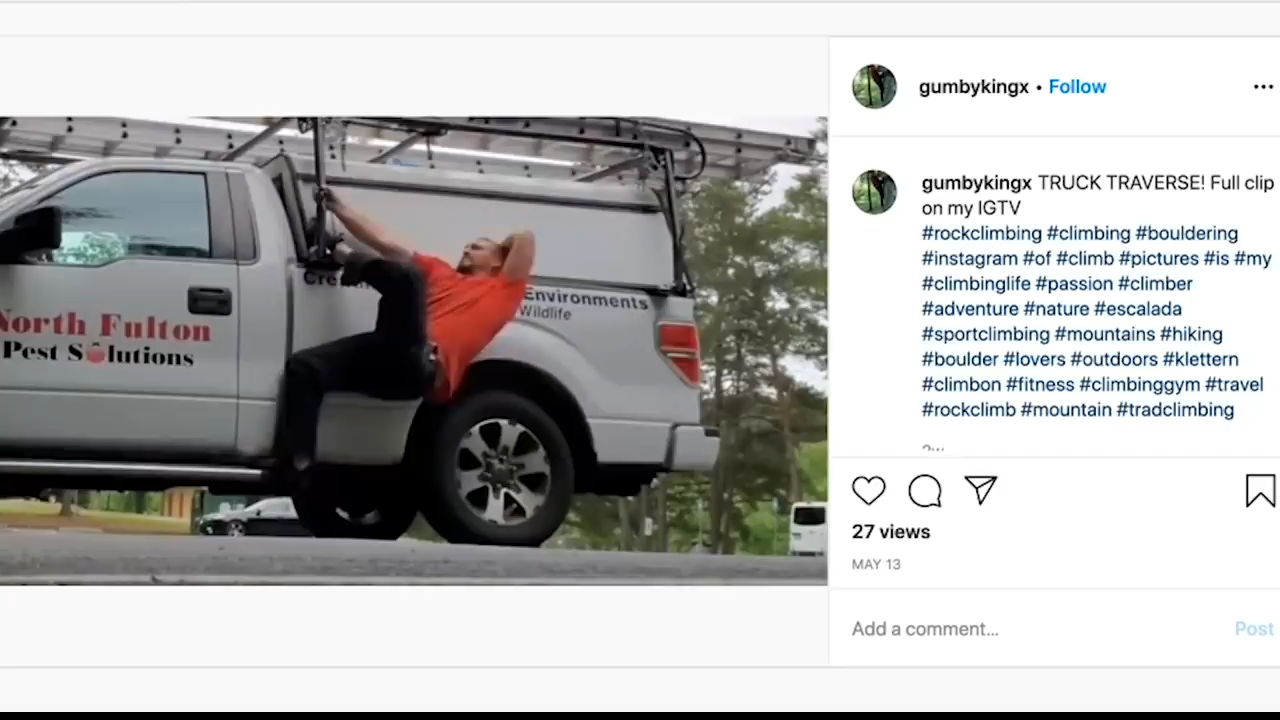 North Fulton
Pest Solutions
Environments
Wildlife
gumbykingx • Follow
gumbykingx TRUCK TRAVERSE! Full clip
on my IGTV
#rockclimbing #climbing #bouldering
#instagram #of #climb #pictures #is #my
#climbinglife #passion #climber
#adventure #nature #escalada
#sportclimbing #mountains #hiking
#boulder #lovers #outdoors #klettern
#climbon #fitness #climbinggym #travel
#rockclimb #mountain #tradclimbing
27 views
MAY 13
Add a comment...
Post